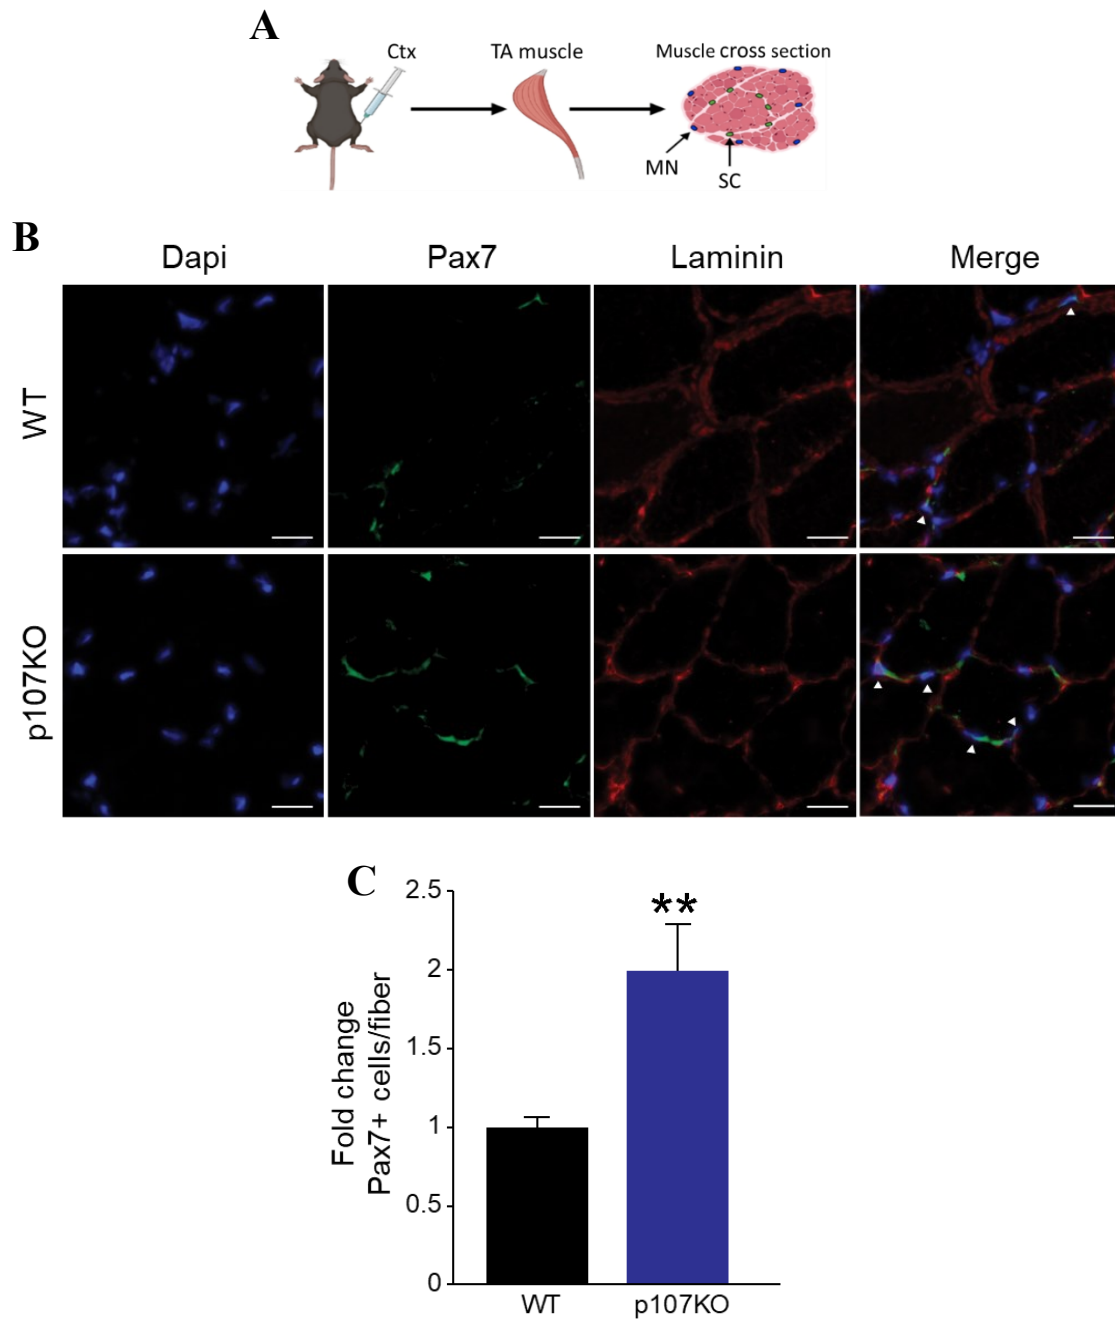 A
Ctx
TA muscle
Muscle cross section
MN
SC
B
Dapi
Pax7
Laminin
Merge
WT
p107KO
C
Fold change
Pax7+ cells/fiber
2.5
2
1.5
1
0.5
0
**
WT
p107KO